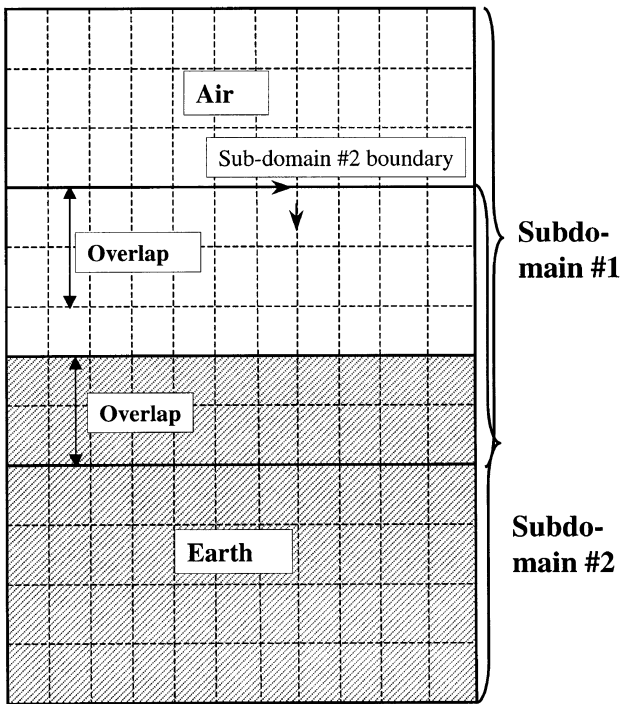 Air
Sub-domain #2 boundary
Overlap
Subdo-
main #1
Overlap
Earth
Subdo-
main #2